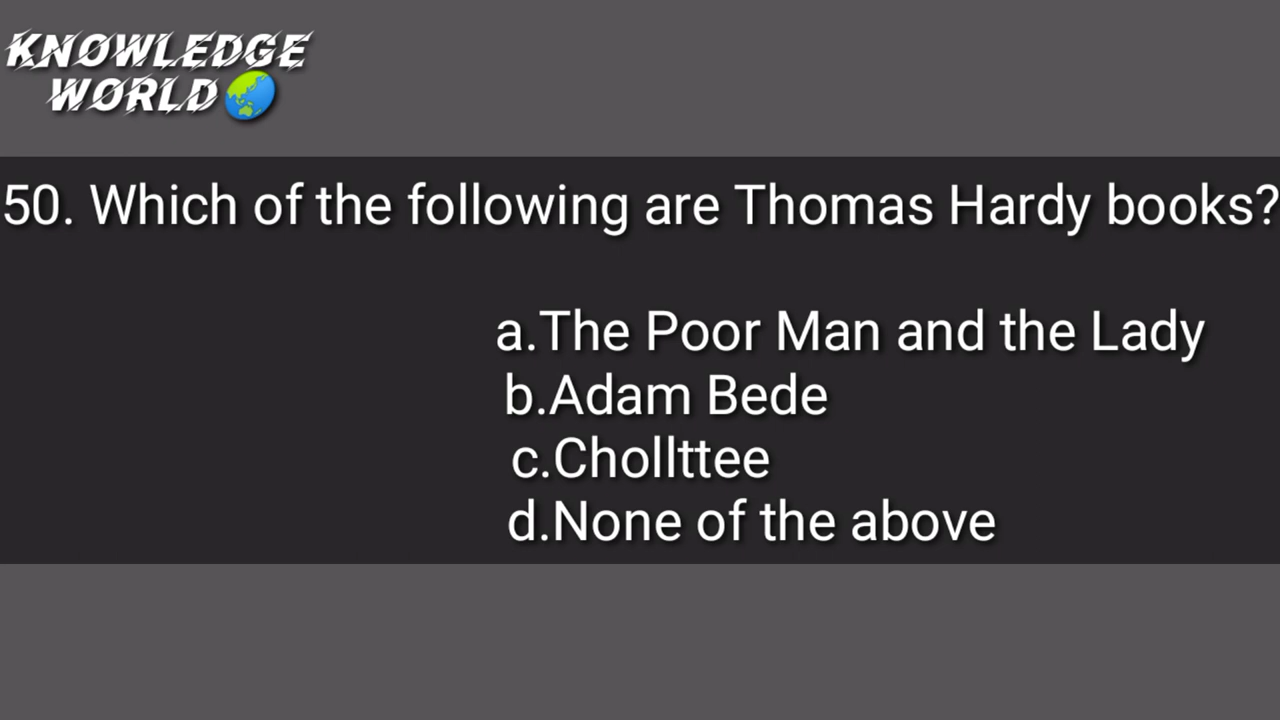 KNOWLEDGE
WORLD
50. Which of the following are Thomas Hardy books?
a.The Poor Man and the Lady
b.Adam Bede
c.Chollttee
d.None of the above